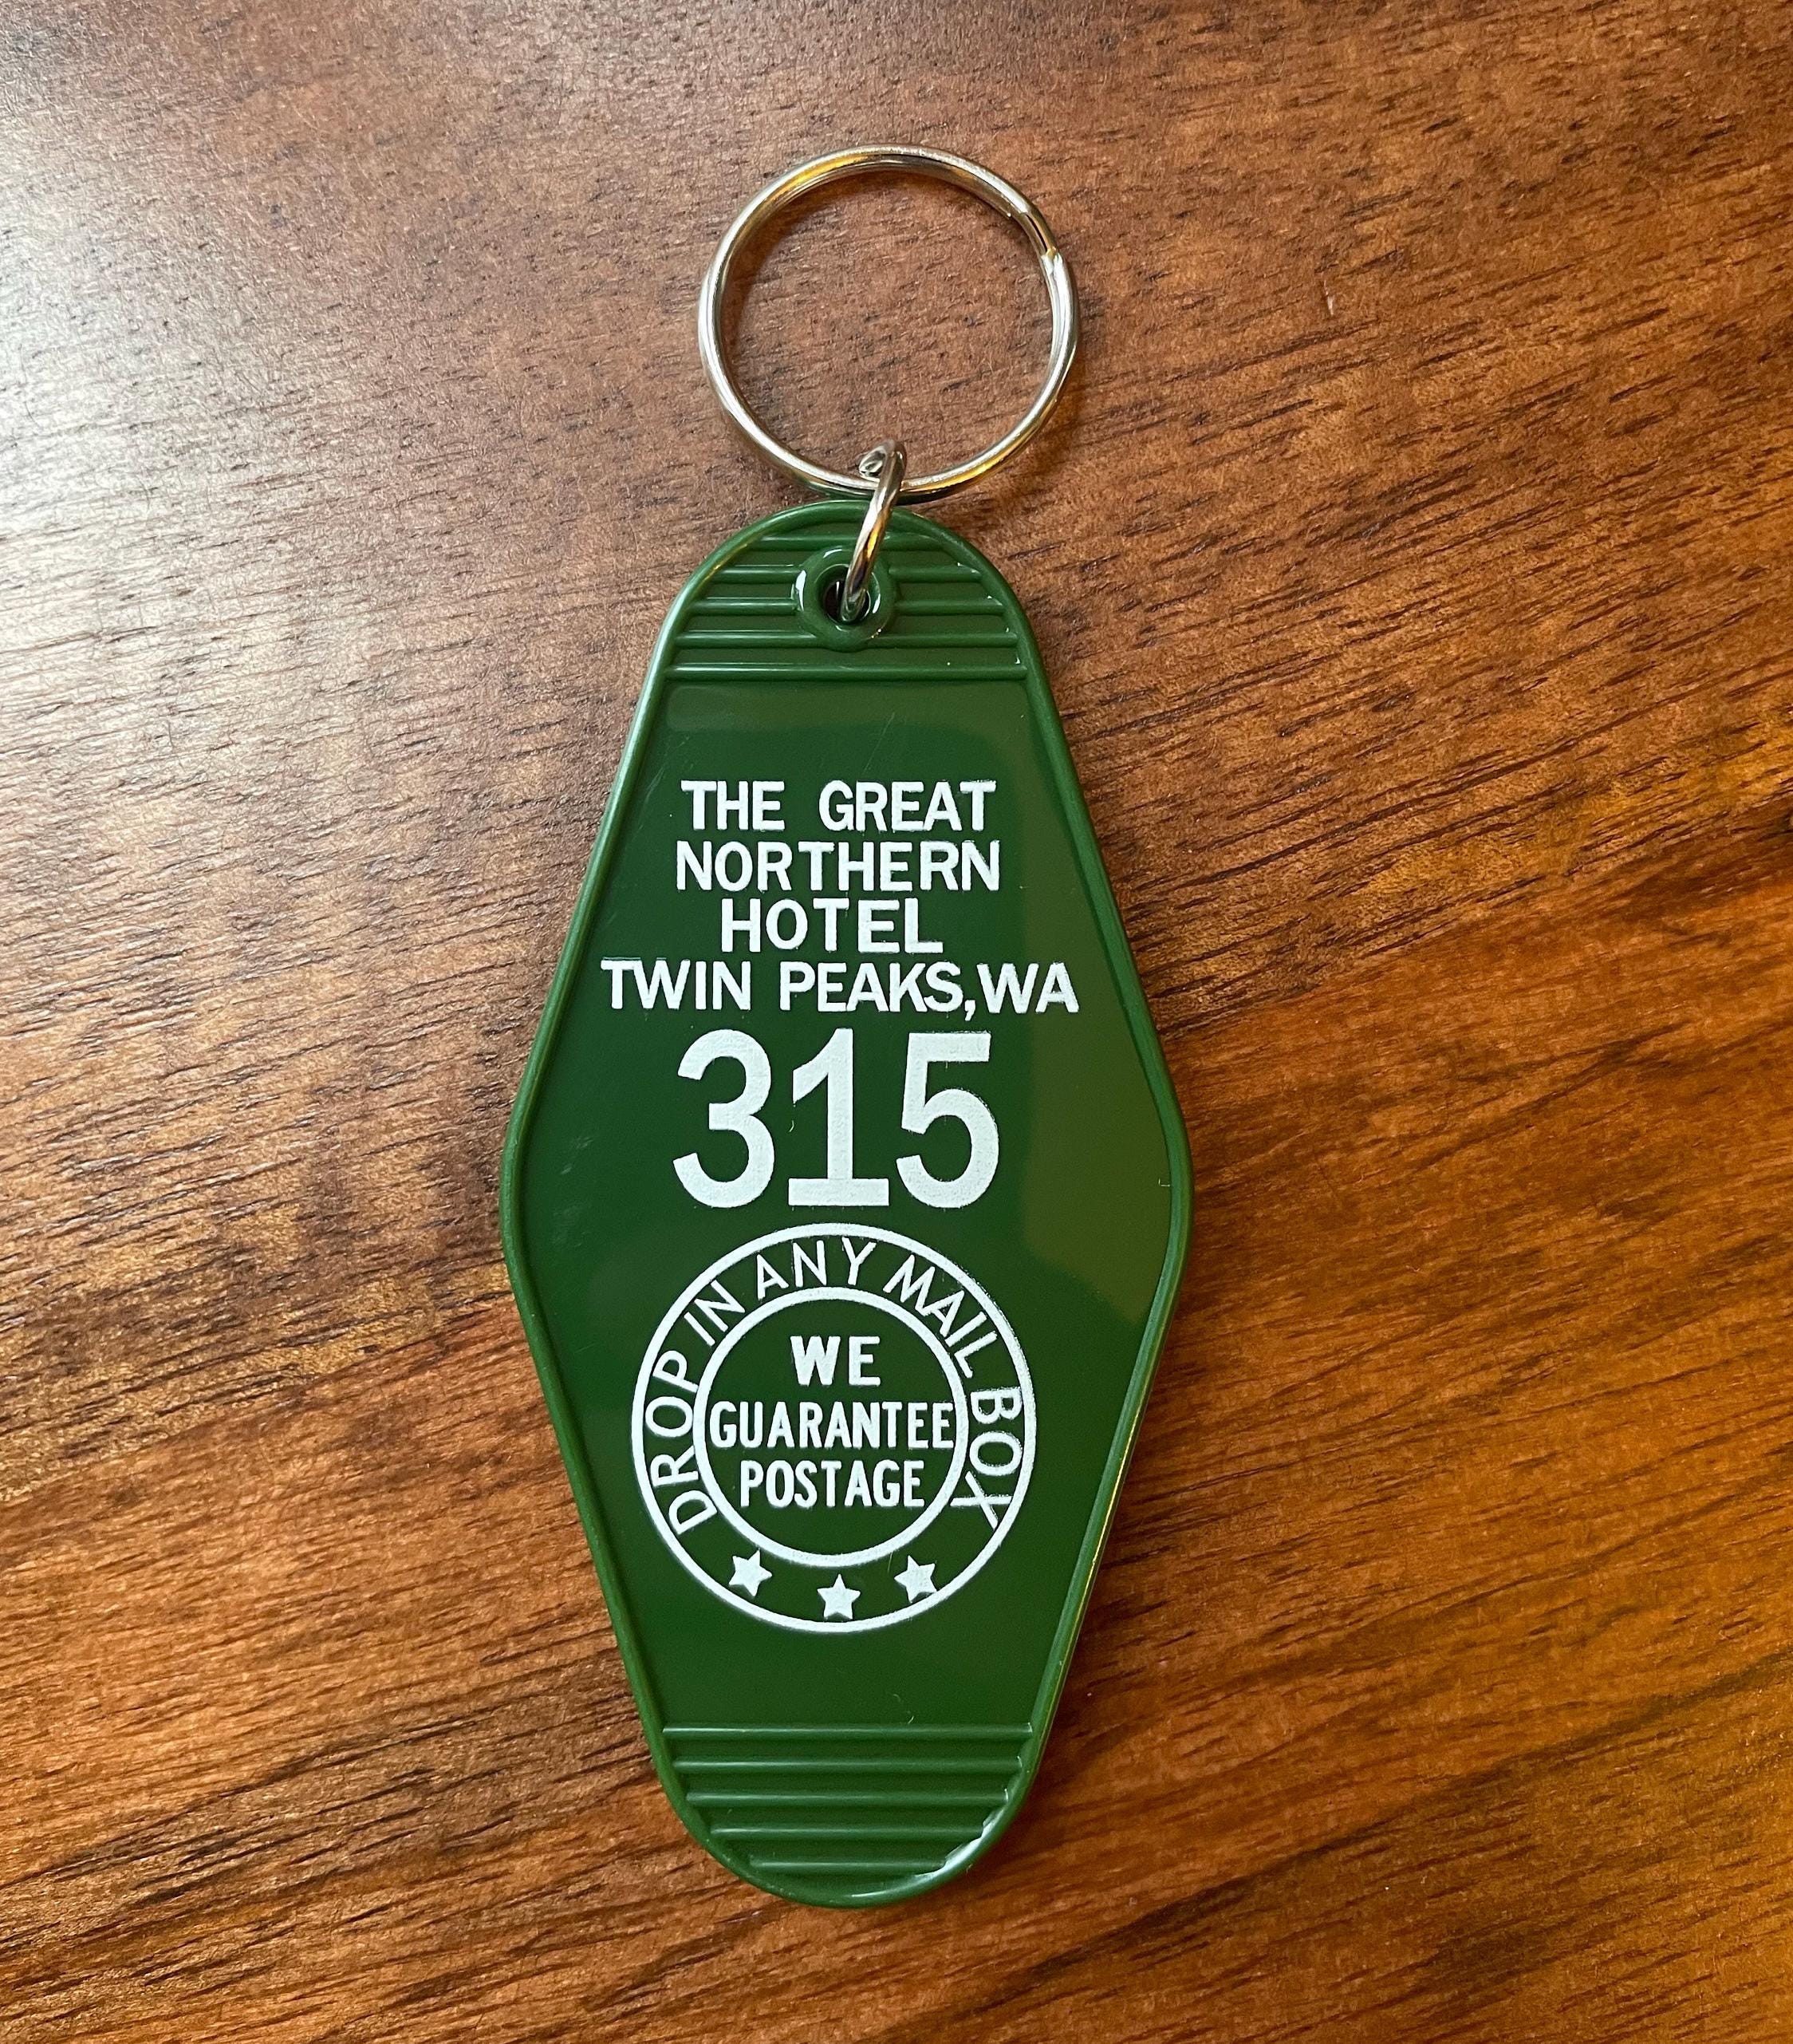 THE GREAT
NORTHERN
HOTEL
TWIN PEAKS,WA
315
DROP IN ANY MAIL BOX
WE
GUARANTEE
POSTAGE